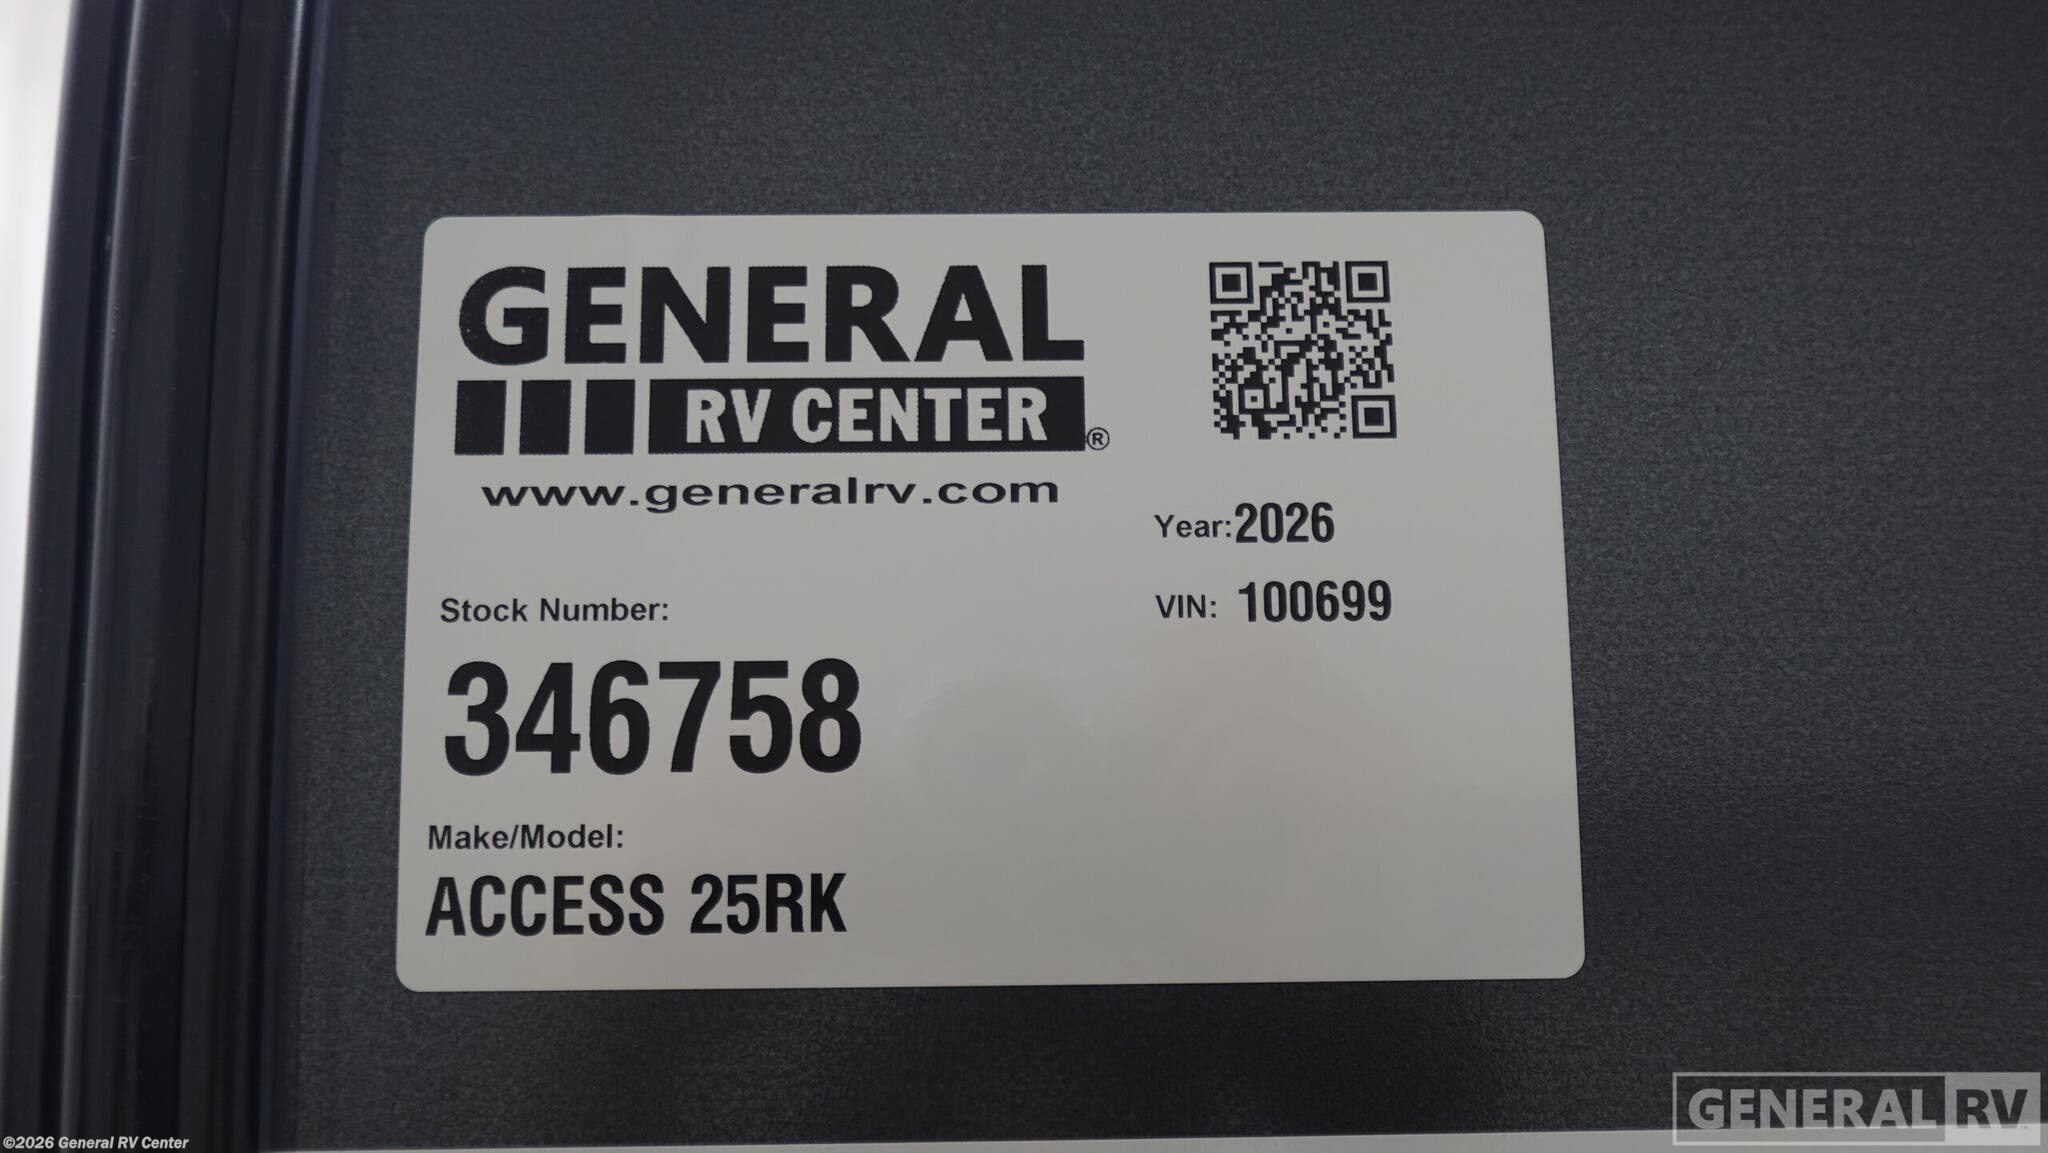 GENERAL
RV CENTER®
www.generalrv.com
Year: 2026
VIN: 100699
Stock Number:
346758
Make/Model:
ACCESS 25RK
GENERAL RV
©2026 General RV Center